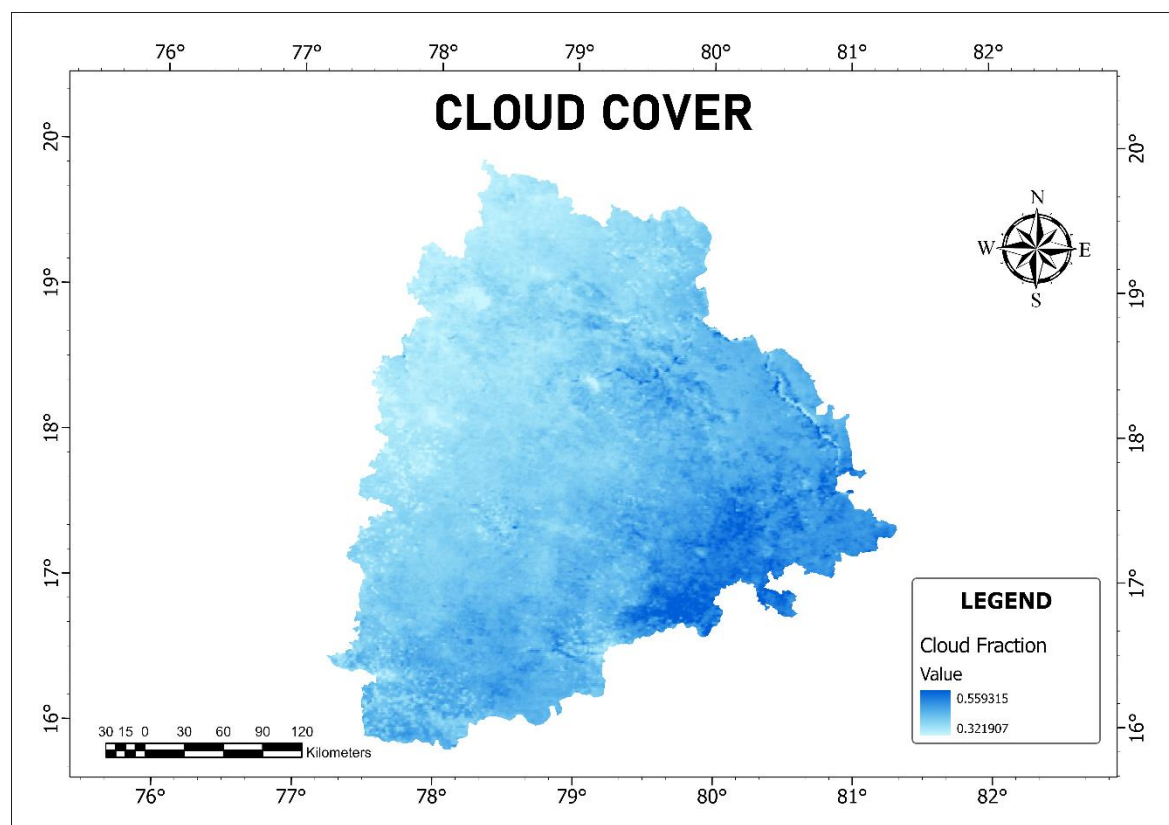 76° 77° 78° 79° 80° 81° 82°
CLOUD COVER
20° 20°
N
W E
S
19° 19°
18° 18°
17° 17°
LEGEND
Cloud Fraction
Value
0.559315
0.321907
16° 16°
30 15 0 30 60 90 120
Kilometers
76° 77° 78° 79° 80° 81° 82°